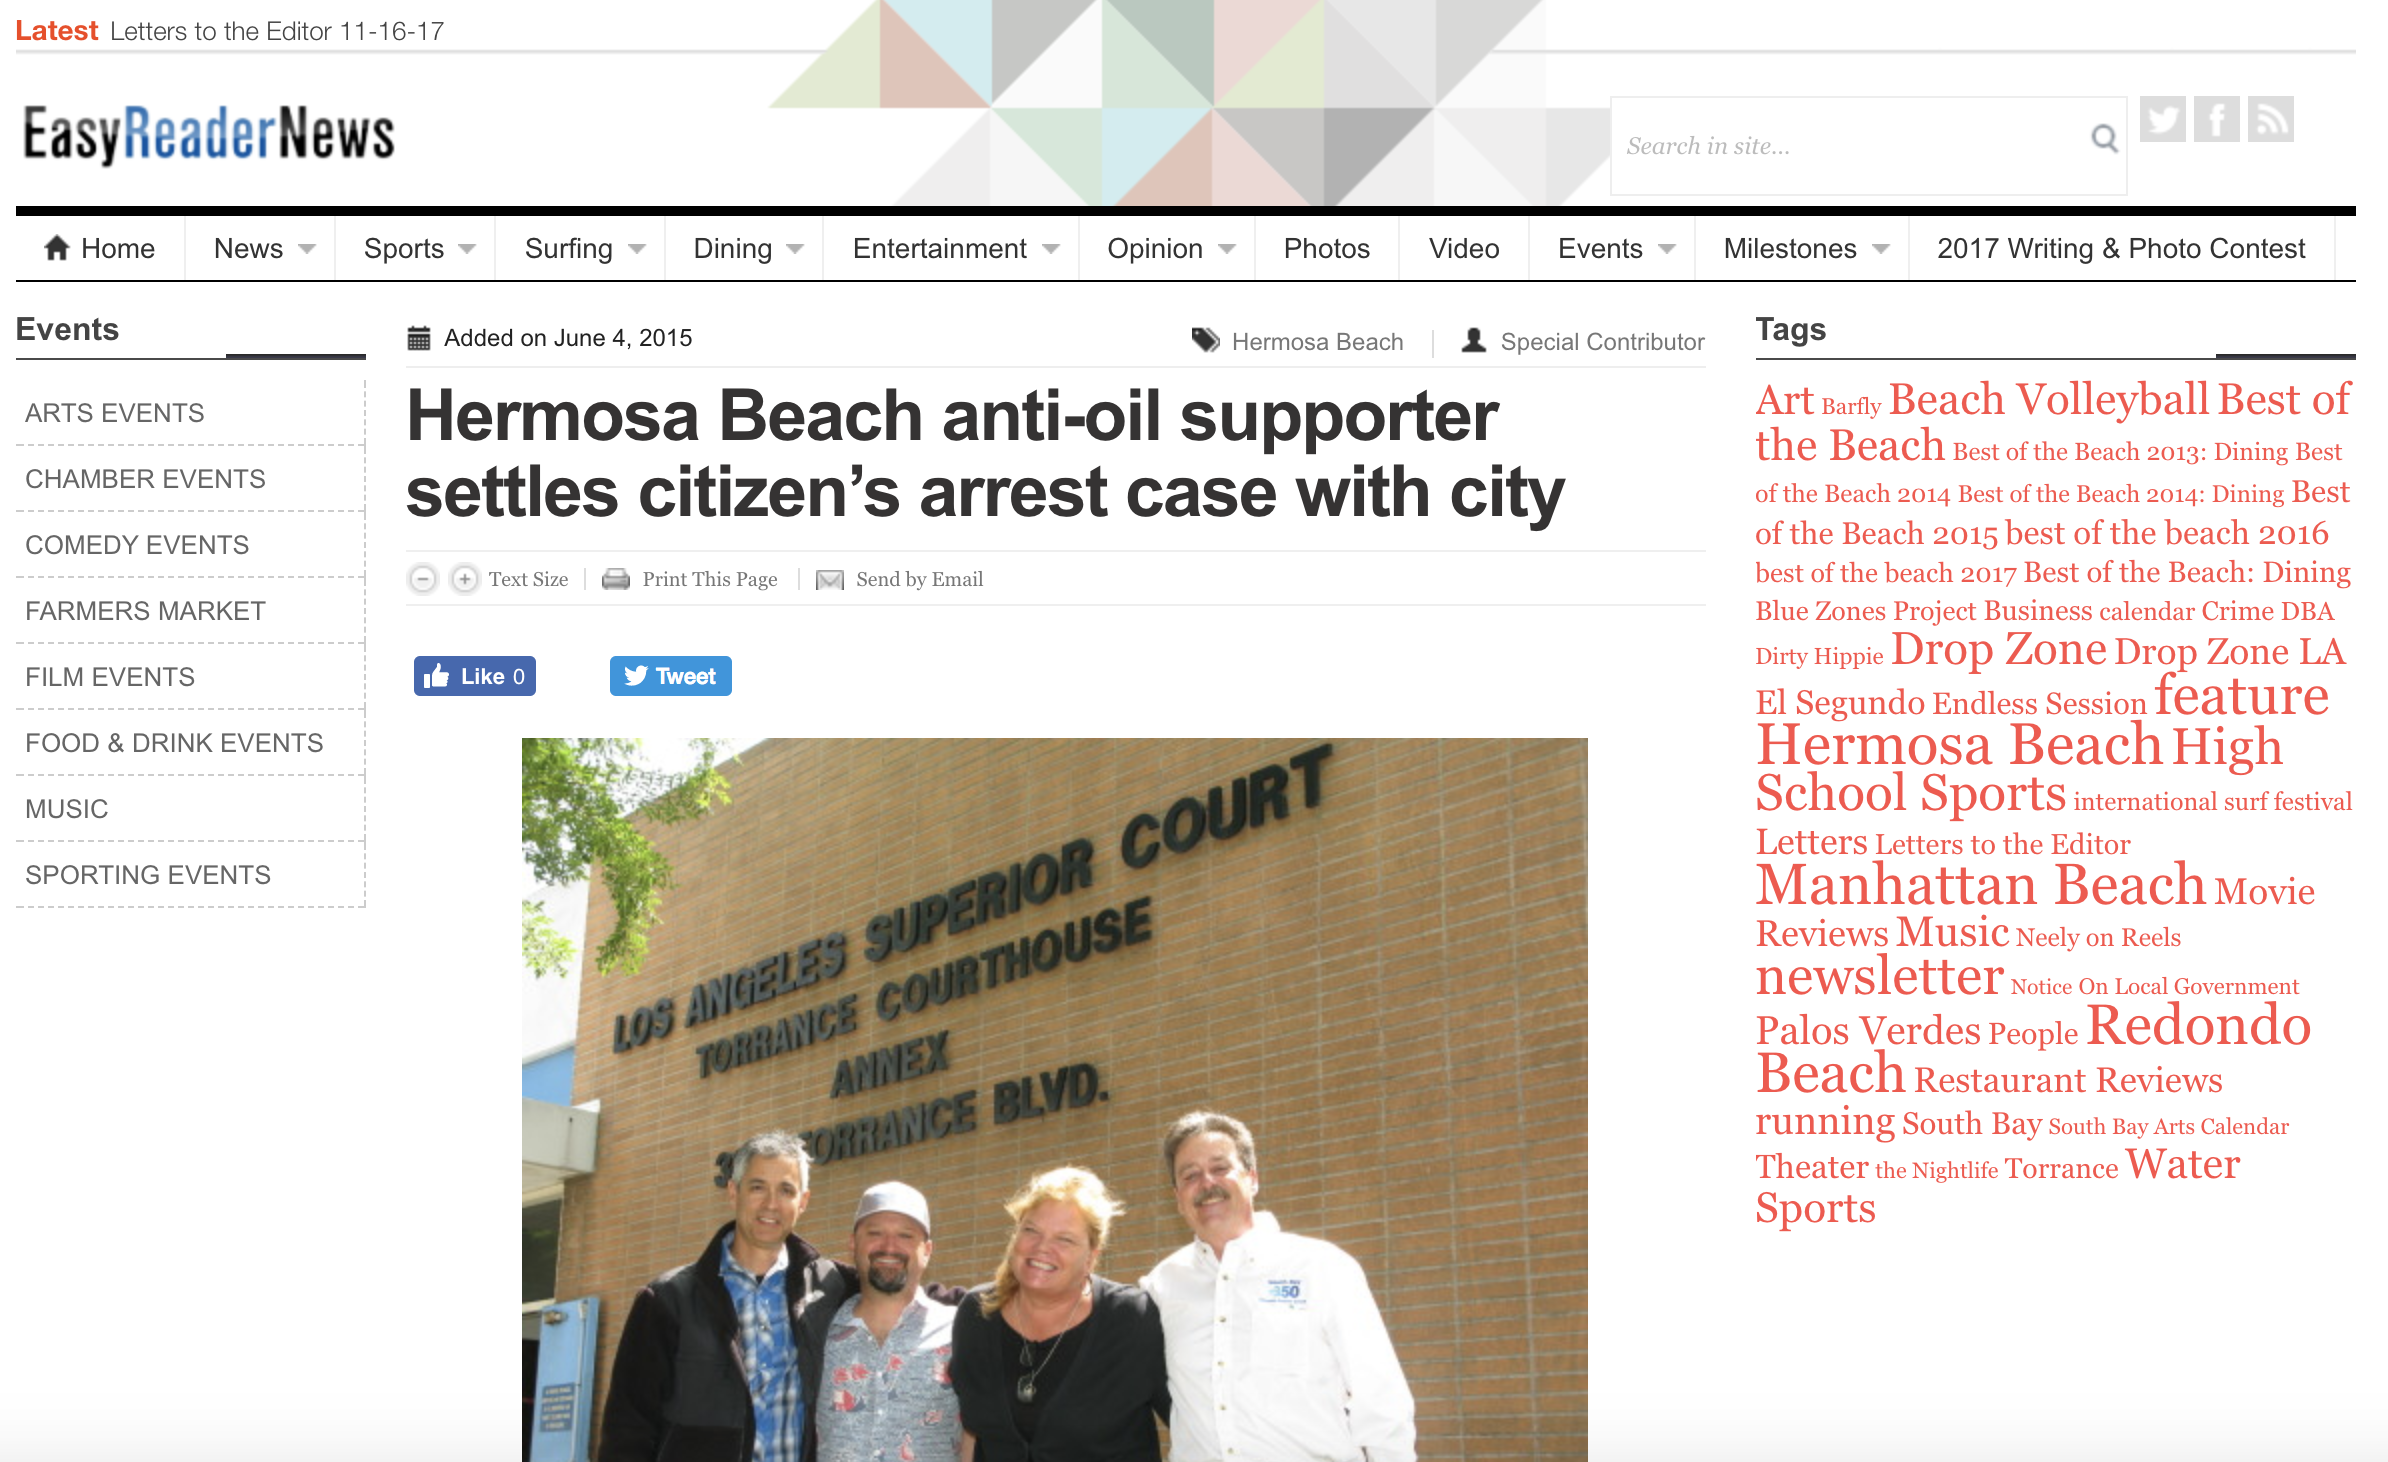 Latest Letters to the Editor 11-16-17
EasyReaderNews
Search in site...
Home News Sports Surfing Dining Entertainment Opinion Photos Video Events Milestones 2017 Writing & Photo Contest
Events
ARTS EVENTS
CHAMBER EVENTS
COMEDY EVENTS
FARMERS MARKET
FILM EVENTS
FOOD & DRINK EVENTS
MUSIC
SPORTING EVENTS
Added on June 4, 2015
Hermosa Beach
Special Contributor
Hermosa Beach anti-oil supporter
settles citizen’s arrest case with city
Text Size Print This Page Send by Email
Like 0
Tweet
LOS ANGELES SUPERIOR COURT
TORRANCE COURTHOUSE
ANNEX
TORRANCE BLVD.
350
Tags
Art Barfly Beach Volleyball Best of
the Beach Best of the Beach 2013: Dining Best
of the Beach 2014 Best of the Beach 2014: Dining Best
of the Beach 2015 best of the beach 2016
best of the beach 2017 Best of the Beach: Dining
Blue Zones Project Business calendar Crime DBA
Dirty Hippie Drop Zone Drop Zone LA
El Segundo Endless Session feature
Hermosa Beach High
School Sports international surf festival
Letters Letters to the Editor
Manhattan Beach Movie
Reviews Music Neely on Reels
newsletter Notice On Local Government
Palos Verdes People Redondo
Beach Restaurant Reviews
running South Bay South Bay Arts Calendar
Theater the Nightlife Torrance Water
Sports